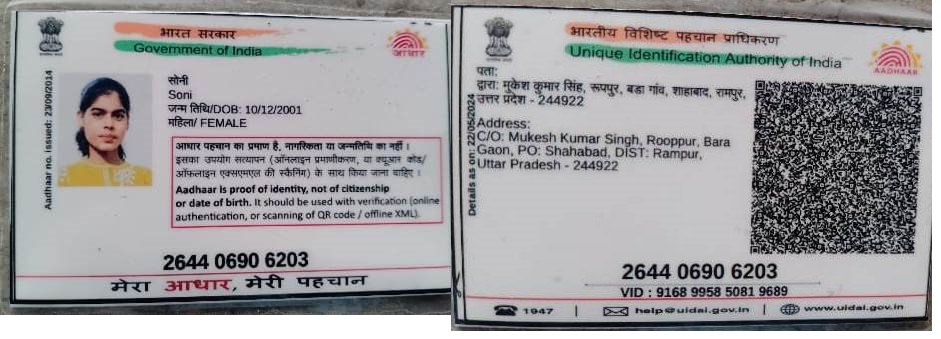 भारत सरकार
Government of India
आधार
Aadhaar no. issued: 23/09/2014
सोनी
Soni
जन्म तिथि/DOB: 10/12/2001
महिला/ FEMALE
आधार पहचान का प्रमाण है, नागरिकता या जन्मतिथि का नहीं ।
इसका उपयोग सत्यापन (ऑनलाइन प्रमाणीकरण, या क्यूआर कोड/
ऑफलाइन एक्सएमएल की स्कैनिंग) के साथ किया जाना चाहिए ।
Aadhaar is proof of identity, not of citizenship
or date of birth. It should be used with verification (online
authentication, or scanning of QR code / offline XML).
2644 0690 6203
मेरा आधार, मेरी पहचान
भारतीय विशिष्ट पहचान प्राधिकरण
Unique Identification Authority of India
AADHAAR
Details as on: 22/05/2024
पता:
द्वारा: मुकेश कुमार सिंह, रूपपुर, बडा गांव, शाहाबाद, रामपुर,
उत्तर प्रदेश - 244922
Address:
C/O: Mukesh Kumar Singh, Rooppur, Bara
Gaon, PO: Shahabad, DIST: Rampur,
Uttar Pradesh - 244922
2644 0690 6203
VID : 9168 9958 5081 9689
1947 | help@uidai.gov.in | www.uidai.gov.in